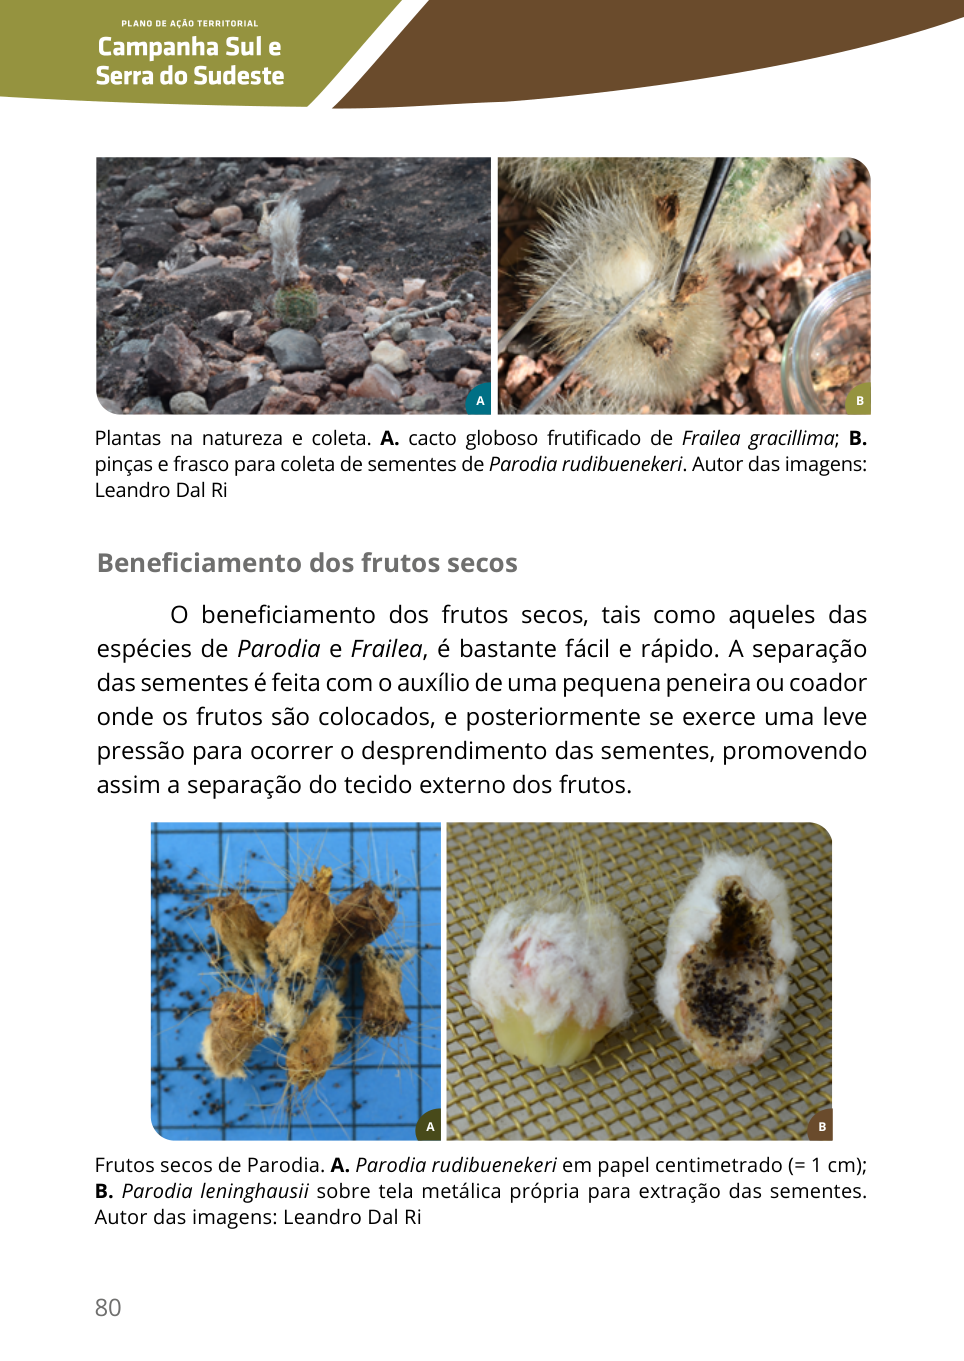 PLANO DE AÇÃO TERRITORIAL
Campanha Sul e
Serra do Sudeste
A
B
Plantas na natureza e coleta. A. cacto globoso frutificado de Frailea gracillima; B.
pinças e frasco para coleta de sementes de Parodia rudibuenekeri. Autor das imagens:
Leandro Dal Ri
Beneficiamento dos frutos secos
O beneficiamento dos frutos secos, tais como aqueles das
espécies de Parodia e Frailea, é bastante fácil e rápido. A separação
das sementes é feita com o auxílio de uma pequena peneira ou coador
onde os frutos são colocados, e posteriormente se exerce uma leve
pressão para ocorrer o desprendimento das sementes, promovendo
assim a separação do tecido externo dos frutos.
A
B
Frutos secos de Parodia. A. Parodia rudibuenekeri em papel centimetrado (= 1 cm);
B. Parodia leninghausii sobre tela metálica própria para extração das sementes.
Autor das imagens: Leandro Dal Ri
80